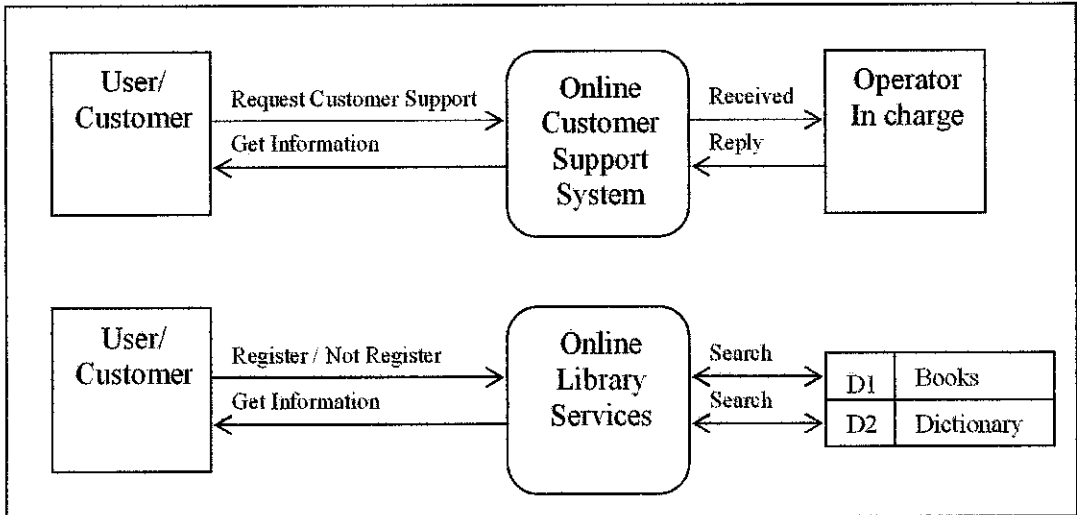 User/
Customer
Request Customer Support
Get Information
Online
Customer
Support
System
Received
Reply
Operator
In charge
User/
Customer
Register / Not Register
Get Information
Online
Library
Services
Search
Search
D1 Books
D2 Dictionary